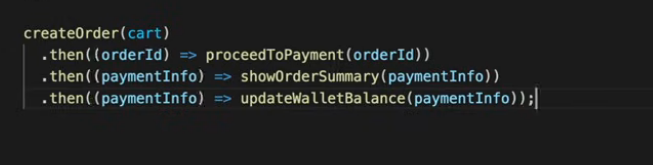 createOrder(cart)
.then((orderId) => proceedToPayment(orderId))
.then((paymentInfo) => showOrderSummary(paymentInfo))
.then((paymentInfo) => updateWalletBalance(paymentInfo));